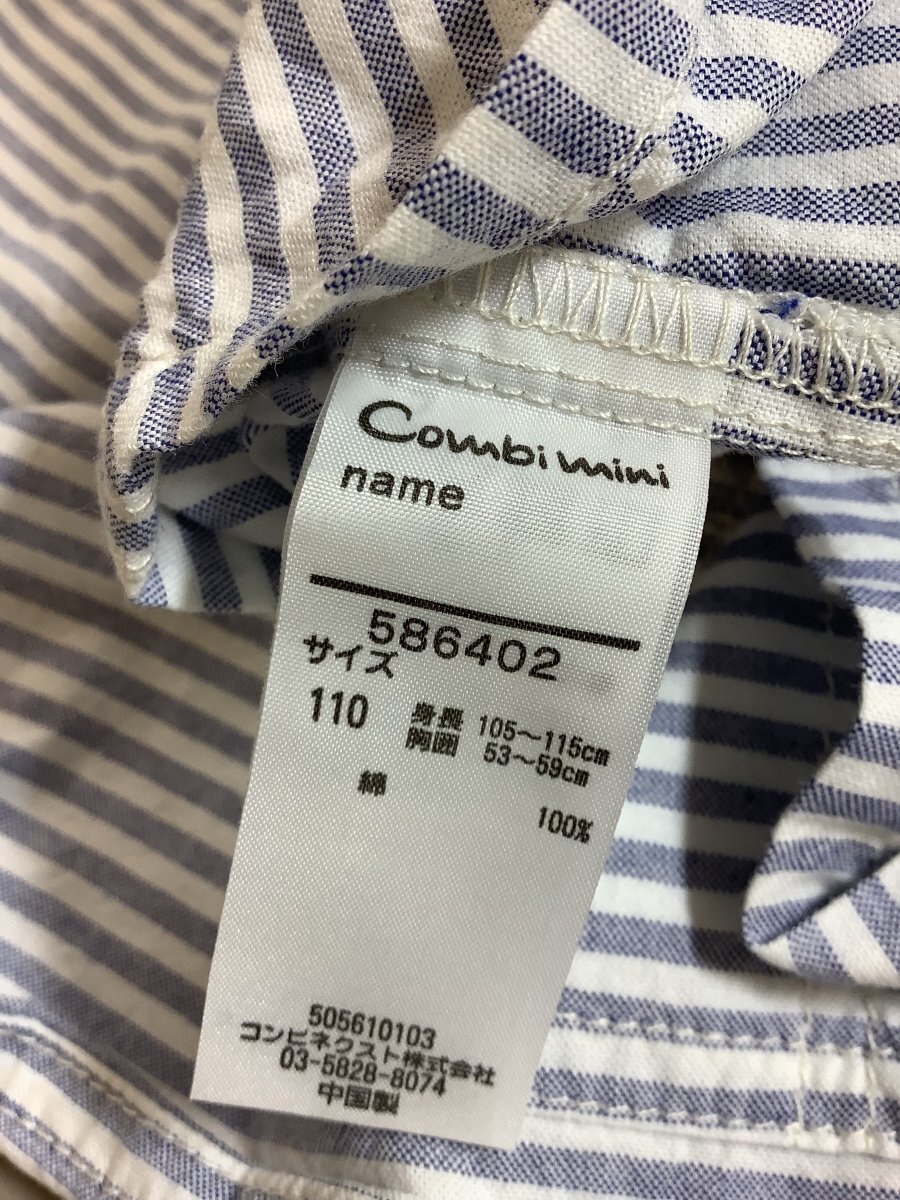 Combi mini
name
586402
サイズ
110 身長 105～115cm
胸囲 53～59cm
綿 100%
505610103
コンビネクスト株式会社
03-5828-8074
中国製